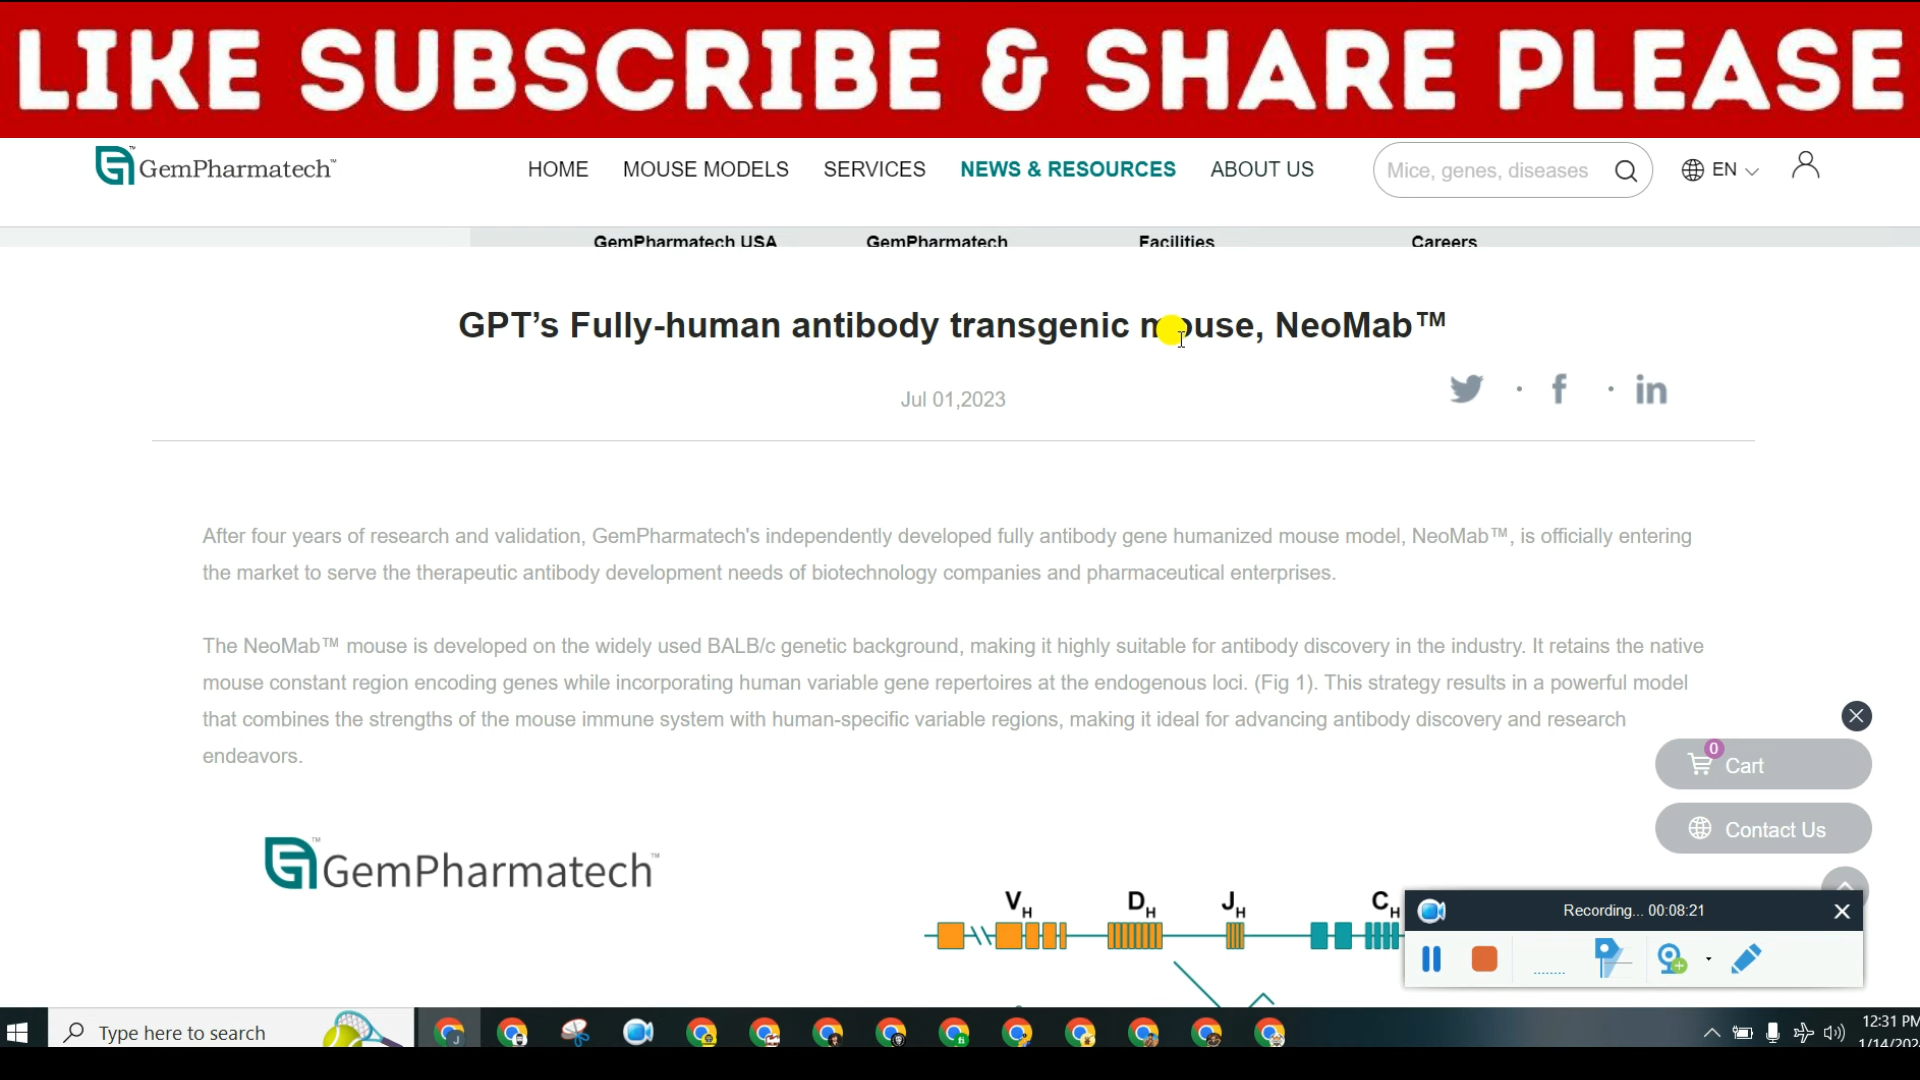 LIKE SUBSCRIBE & SHARE PLEASE
GemPharmatech™
HOME MOUSE MODELS SERVICES NEWS & RESOURCES ABOUT US
Mice, genes, diseases
EN
GemPharmatech USA GemPharmatech Facilities Careers
GPT’s Fully-human antibody transgenic mouse, NeoMab™
Jul 01,2023
After four years of research and validation, GemPharmatech's independently developed fully antibody gene humanized mouse model, NeoMab™, is officially entering
the market to serve the therapeutic antibody development needs of biotechnology companies and pharmaceutical enterprises.
The NeoMab™ mouse is developed on the widely used BALB/c genetic background, making it highly suitable for antibody discovery in the industry. It retains the native
mouse constant region encoding genes while incorporating human variable gene repertoires at the endogenous loci. (Fig 1). This strategy results in a powerful model
that combines the strengths of the mouse immune system with human-specific variable regions, making it ideal for advancing antibody discovery and research
endeavors.
0
Cart
Contact Us
GemPharmatech™
VH DH JH CH
Recording... 00:08:21
Type here to search
12:31 PM
1/14/202